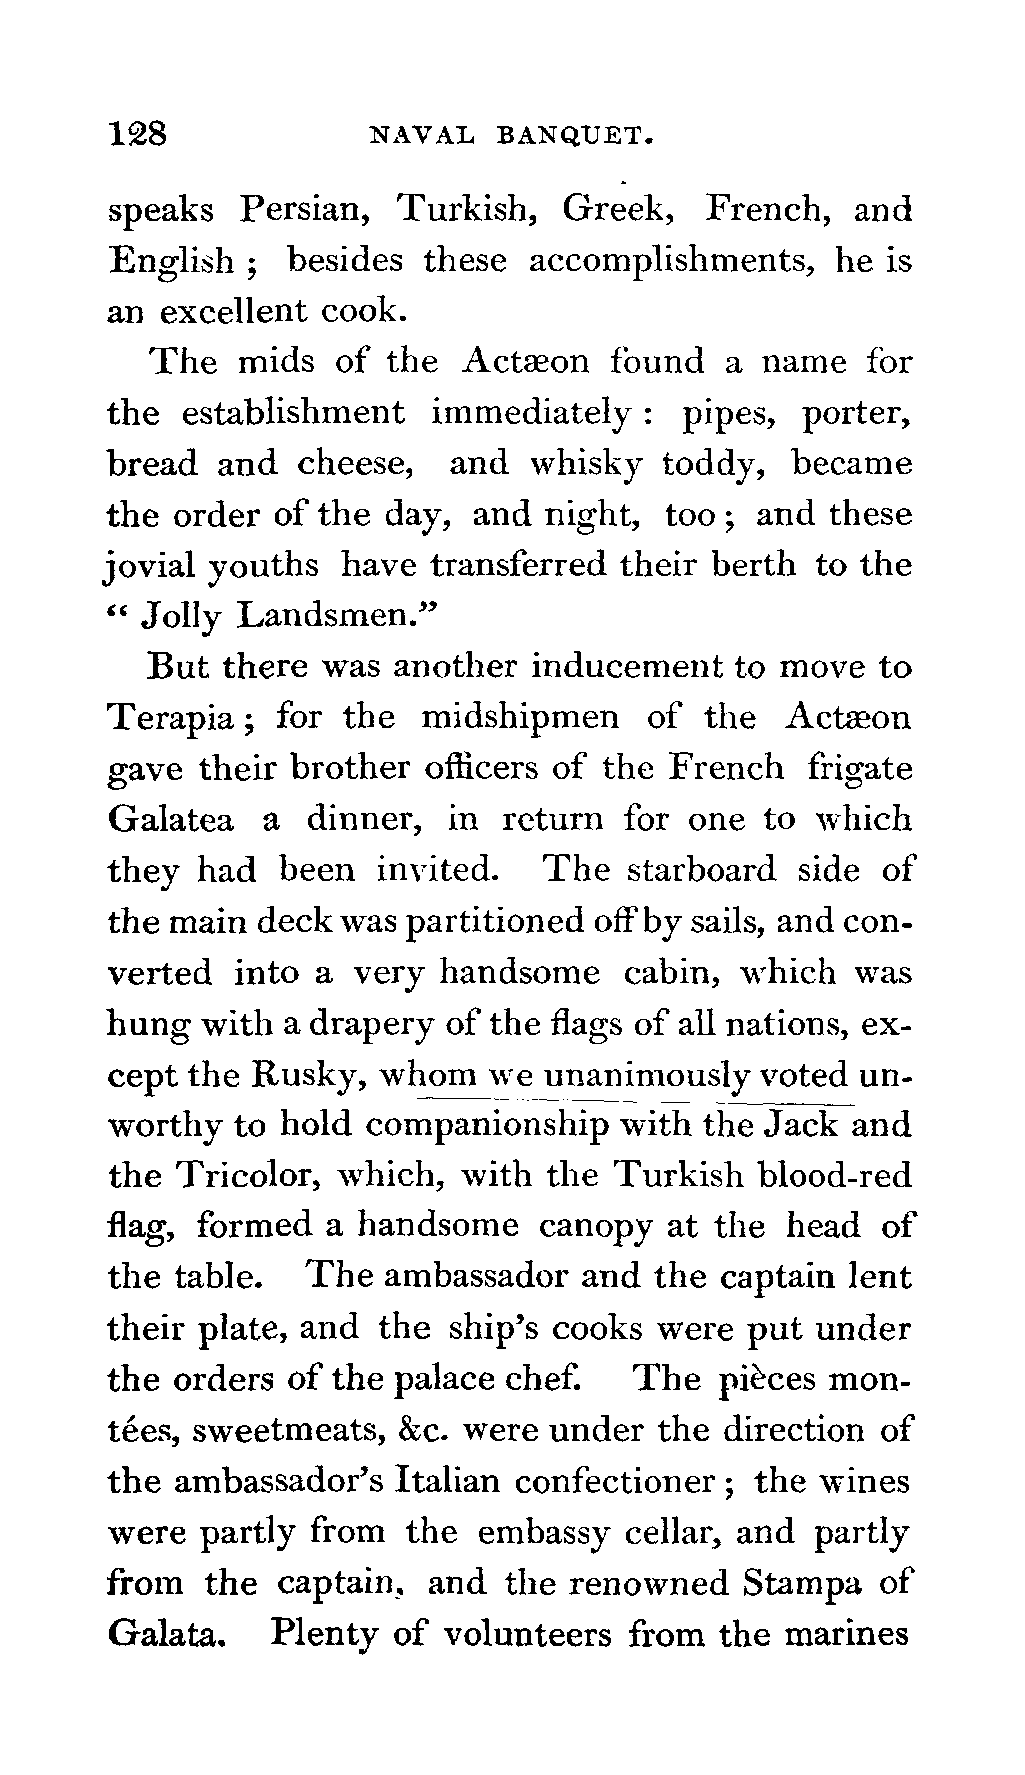 128 NAVAL BANQUET.
speaks Persian, Turkish, Greek, French, and
English ; besides these accomplishments, he is
an excellent cook.
The mids of the Actæon found a name for
the establishment immediately : pipes, porter,
bread and cheese, and whisky toddy, became
the order of the day, and night, too ; and these
jovial youths have transferred their berth to the
“ Jolly Landsmen.”
But there was another inducement to move to
Terapia ; for the midshipmen of the Actæon
gave their brother officers of the French frigate
Galatea a dinner, in return for one to which
they had been invited. The starboard side of
the main deck was partitioned off by sails, and con-
verted into a very handsome cabin, which was
hung with a drapery of the flags of all nations, ex-
cept the Rusky, whom we unanimously voted un-
worthy to hold companionship with the Jack and
the Tricolor, which, with the Turkish blood-red
flag, formed a handsome canopy at the head of
the table. The ambassador and the captain lent
their plate, and the ship’s cooks were put under
the orders of the palace chef. The pièces mon-
tées, sweetmeats, &c. were under the direction of
the ambassador’s Italian confectioner ; the wines
were partly from the embassy cellar, and partly
from the captain, and the renowned Stampa of
Galata. Plenty of volunteers from the marines